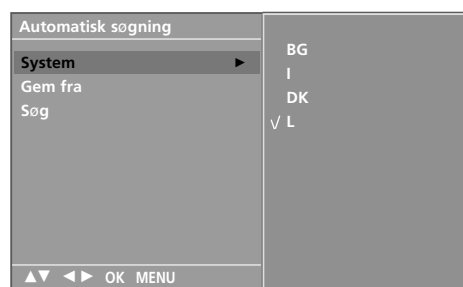 Automatisk søgning
System ►
Gem fra
Søg
BG
I
DK
√ L
▲▼ ◄► OK MENU